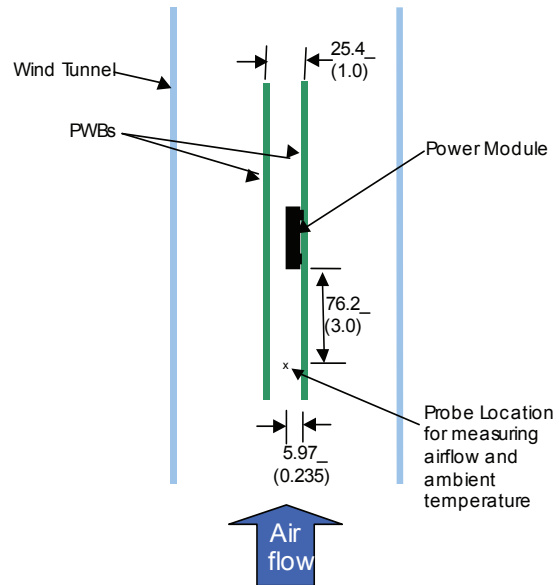 25.4_
(1.0)
Wind Tunnel
PWBs
Power Module
76.2_
(3.0)
x
Probe Location
for measuring
airflow and
ambient
temperature
5.97_
(0.235)
Air
flow